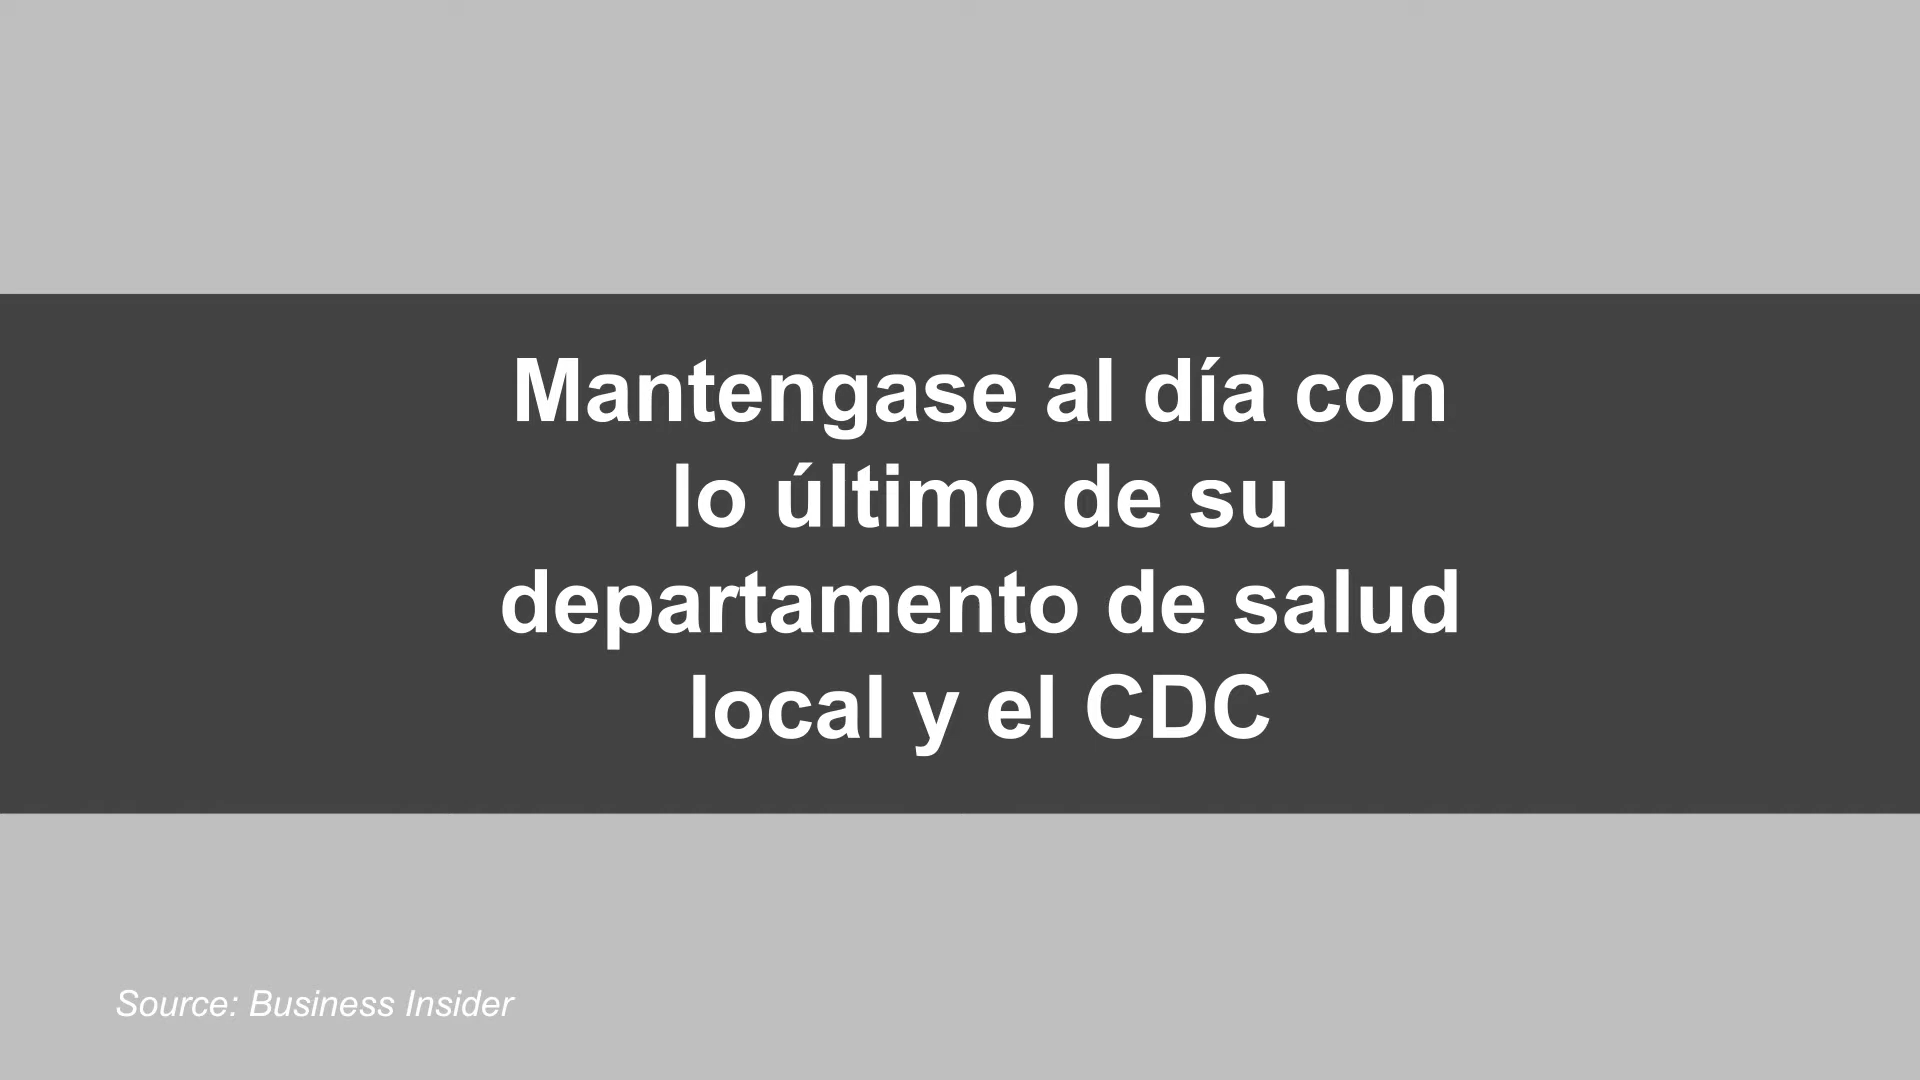 Mantengase al día con
lo último de su
departamento de salud
local y el CDC
Source: Business Insider